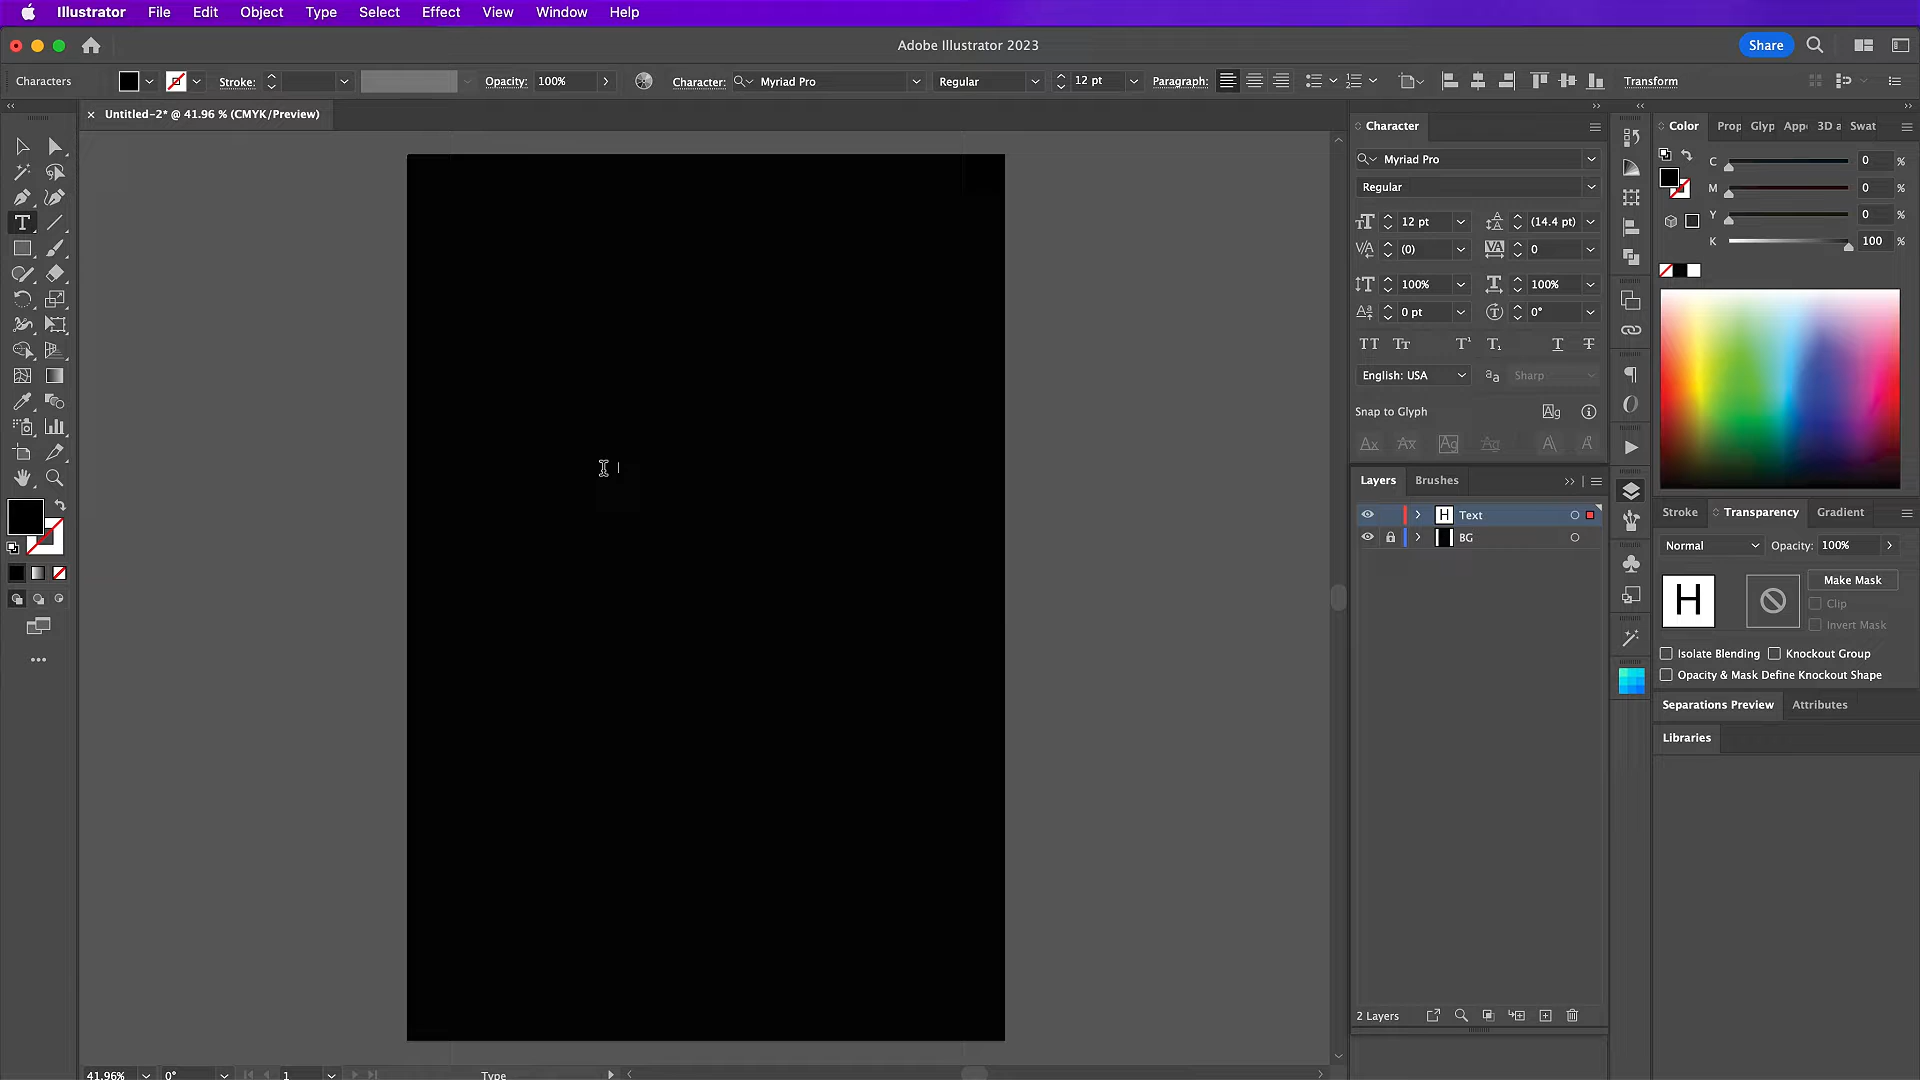 Illustrator File Edit Object Type Select Effect View Window Help
Adobe Illustrator 2023
Share
Characters Stroke: Opacity: 100% Character: Myriad Pro Regular 12 pt Paragraph: Transform
× Untitled-2* @ 41.96 % (CMYK/Preview)
Character
Myriad Pro
Regular
12 pt (14.4 pt)
(0) 0
100% 100%
0 pt 0°
English: USA Sharp
Snap to Glyph
Layers Brushes
H Text
BG
2 Layers
Color Prop Glyp Appe 3D a Swat
C 0 %
M 0 %
Y 0 %
K 100 %
Stroke Transparency Gradient
Normal Opacity: 100%
H
Make Mask
Clip
Invert Mask
Isolate Blending Knockout Group
Opacity & Mask Define Knockout Shape
Separations Preview Attributes
Libraries
41.96% 0° 1 Type